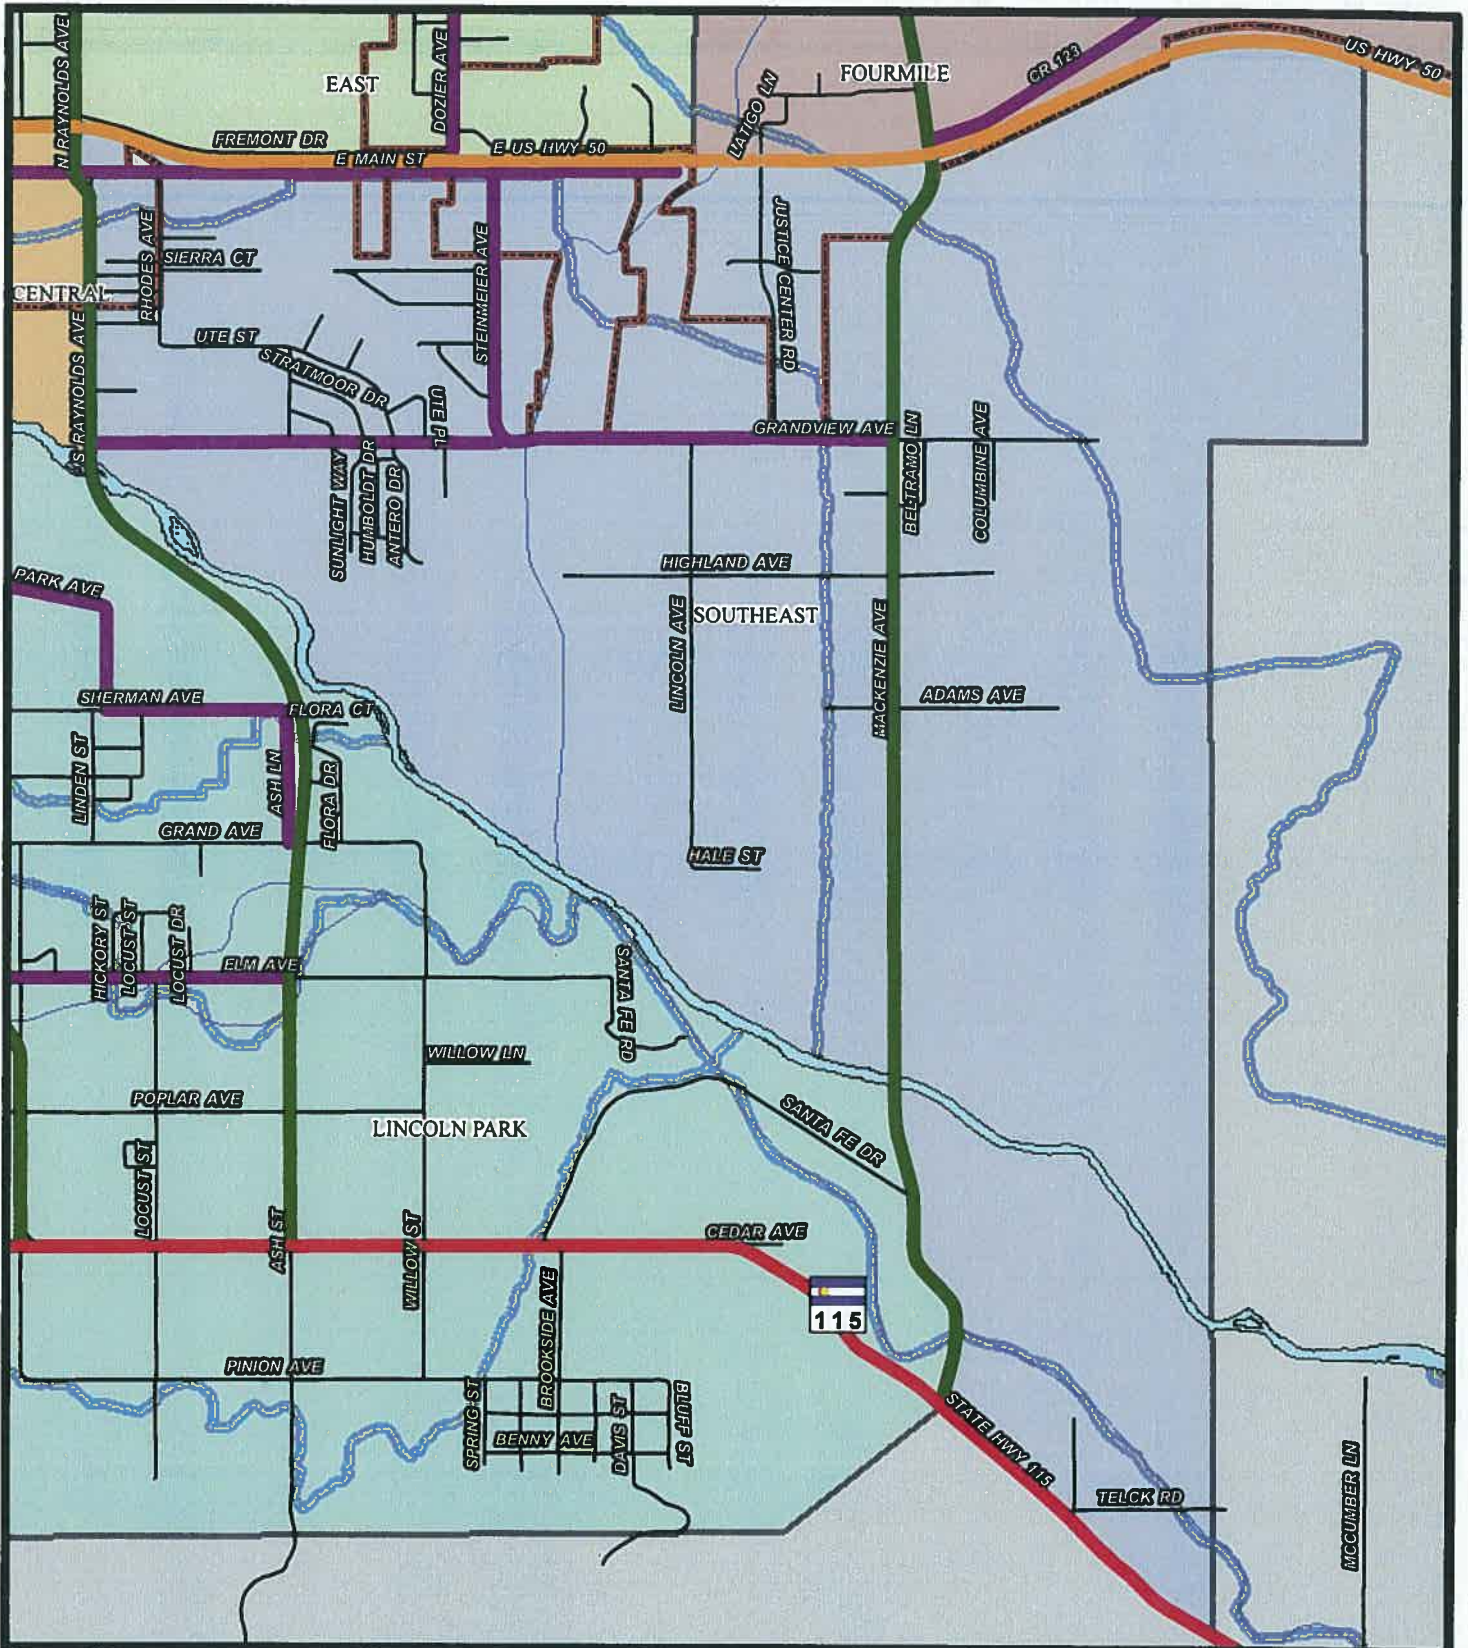 N RAYNOLDS AVE
EAST
DOZIER AVE
FOURMILE
CR 123
US HWY 50
LATIGO LN
FREMONT DR
E MAIN ST
E US HWY 50
RHODES AVE
SIERRA CT
CENTRAL
STEINMEIER AVE
JUSTICE CENTER RD
S RAYNOLDS AVE
UTE ST
STRATMOOR DR
UTE PL
GRANDVIEW AVE
BELTRAMO LN
COLUMBINE AVE
SUNLIGHT WAY
HUMBOLDT DR
ANTERO DR
PARK AVE
HIGHLAND AVE
SOUTHEAST
LINCOLN AVE
MACKENZIE AVE
SHERMAN AVE
FLORA CT
ADAMS AVE
LINDEN ST
ASH LN
FLORA DR
GRAND AVE
HALE ST
HICKORY ST
LOCUST ST
LOCUST DR
ELM AVE
SANTA FE RD
WILLOW LN
POPLAR AVE
LINCOLN PARK
SANTA FE DR
LOCUST ST
ASH ST
WILLOW ST
CEDAR AVE
BROOKSIDE AVE
115
PINION AVE
SPRING ST
BENNY AVE
DAVIS ST
BLUFF ST
STATE HWY 115
TELCK RD
MCCUMBER LN